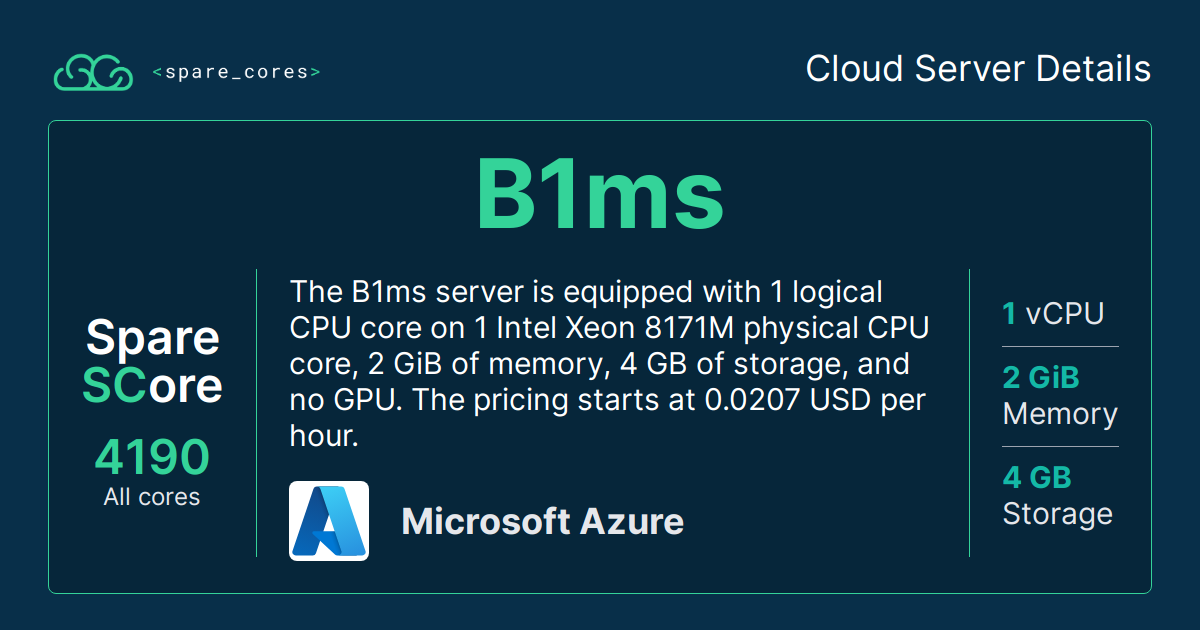 <spare_cores>
Cloud Server Details
B1ms
Spare
SCore
4190
All cores
The B1ms server is equipped with 1 logical
CPU core on 1 Intel Xeon 8171M physical CPU
core, 2 GiB of memory, 4 GB of storage, and
no GPU. The pricing starts at 0.0207 USD per
hour.
Microsoft Azure
1 vCPU
2 GiB
Memory
4 GB
Storage